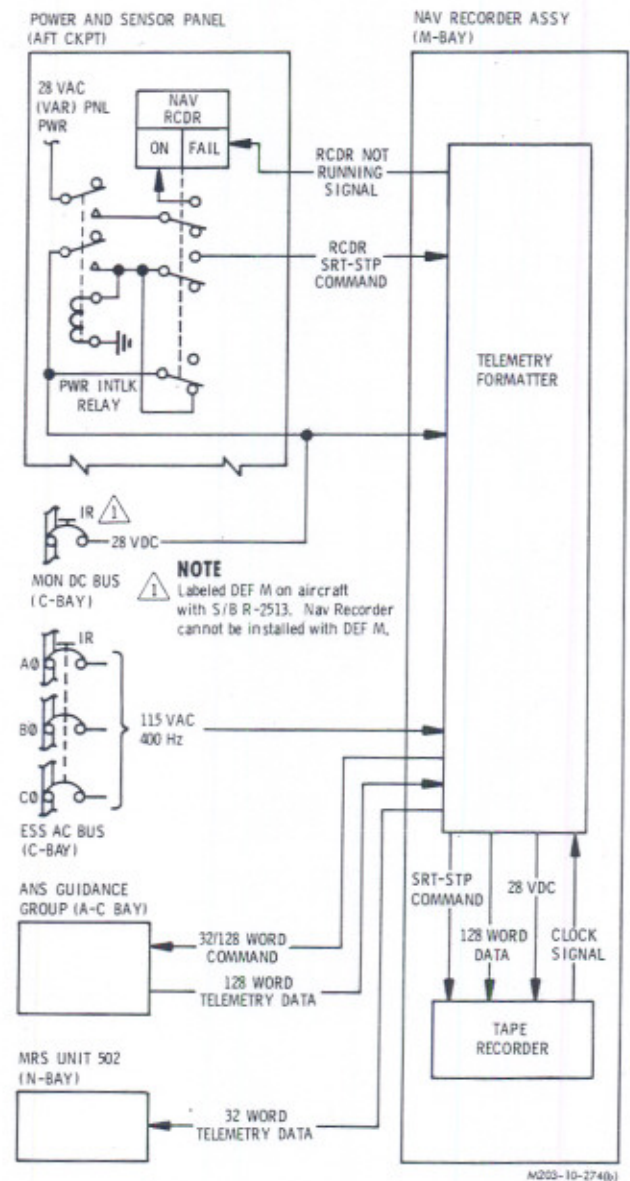 POWER AND SENSOR PANEL
(AFT CKPT)
NAV RECORDER ASSY
(M-BAY)
28 VAC
(VAR) PNL
PWR
NAV
RCDR
ON FAIL
RCDR NOT
RUNNING
SIGNAL
RCDR
SRT-STP
COMMAND
TELEMETRY
FORMATTER
PWR INTLK
RELAY
IR 1
28 VDC
MON DC BUS
(C-BAY)
NOTE
1 Labeled DEF M on aircraft
with S/B R-2513. Nav Recorder
cannot be installed with DEF M.
IR
AØ
BØ
CØ
115 VAC
400 Hz
ESS AC BUS
(C-BAY)
ANS GUIDANCE
GROUP (A-C BAY)
32/128 WORD
COMMAND
128 WORD
TELEMETRY DATA
SRT-STP
COMMAND
28 VDC
128 WORD
DATA
CLOCK
SIGNAL
TAPE
RECORDER
MRS UNIT 502
(N-BAY)
32 WORD
TELEMETRY DATA
M203-10-274(b)